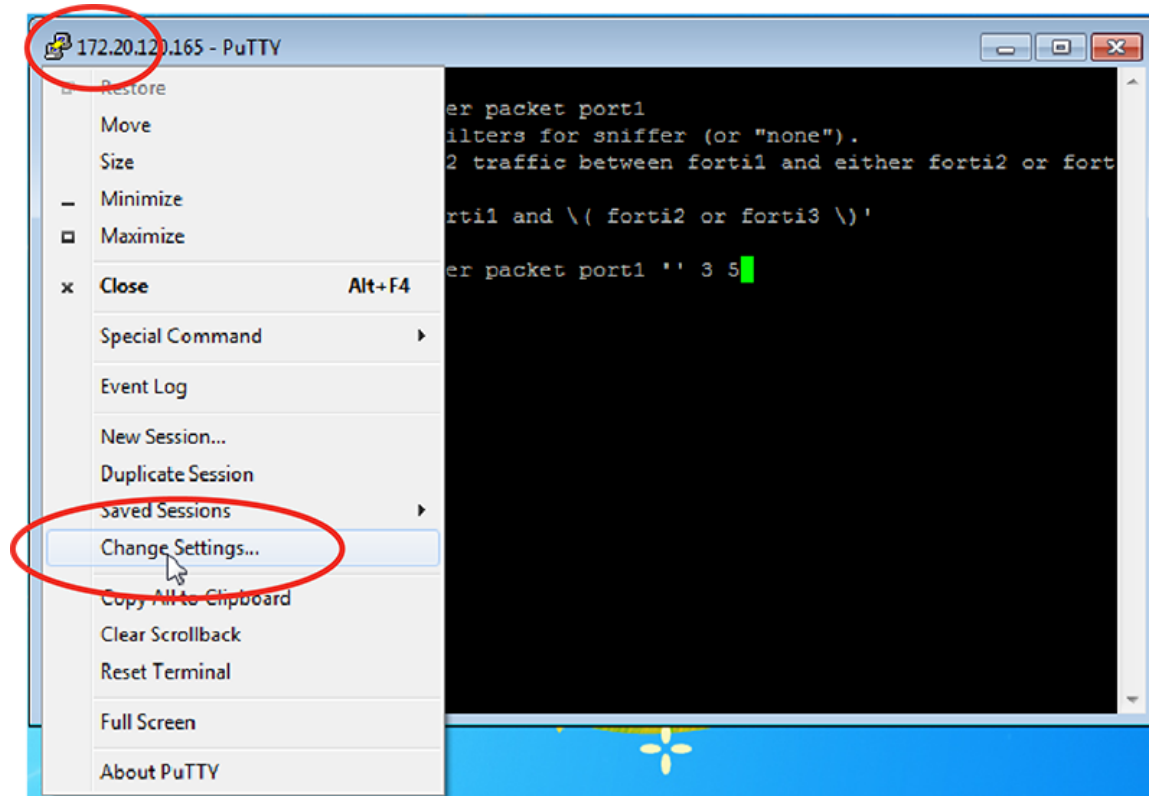 172.20.120.165 - PuTTY
Restore
Move
Size
Minimize
Maximize
Close Alt+F4
Special Command
Event Log
New Session...
Duplicate Session
Saved Sessions
Change Settings...
Copy All to Clipboard
Clear Scrollback
Reset Terminal
Full Screen
About PuTTY
er packet port1
ilters for sniffer (or "none").
2 traffic between forti1 and either forti2 or fort
rti1 and \( forti2 or forti3 \)'
er packet port1 '' 3 5